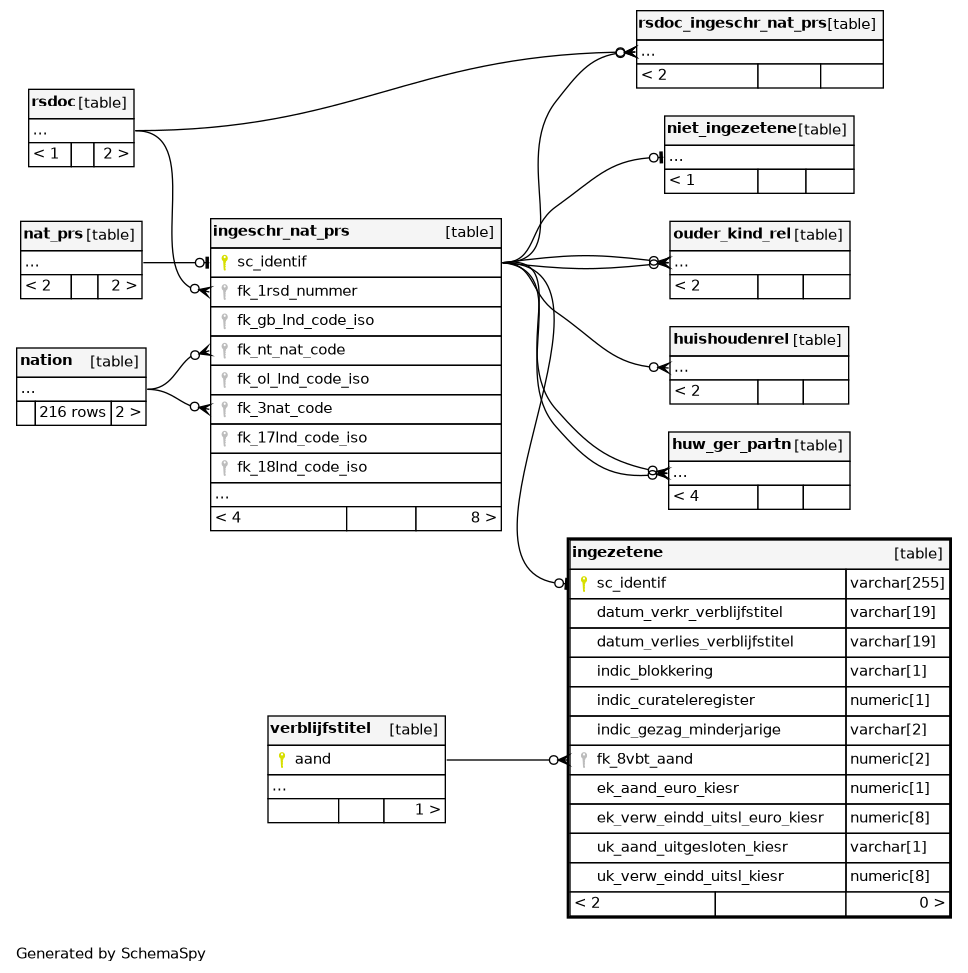 rsdoc_ingeschr_nat_prs [table]
...
< 2
rsdoc [table]
...
< 1 2 >
niet_ingezetene [table]
...
< 1
nat_prs [table]
...
< 2 2 >
ingeschr_nat_prs [table]
sc_identif
fk_1rsd_nummer
fk_gb_lnd_code_iso
fk_nt_nat_code
fk_ol_lnd_code_iso
fk_3nat_code
fk_17lnd_code_iso
fk_18lnd_code_iso
...
< 4 8 >
ouder_kind_rel [table]
...
< 2
nation [table]
...
216 rows 2 >
huishoudenrel [table]
...
< 2
huw_ger_partn [table]
...
< 4
ingezetene [table]
sc_identif varchar[255]
datum_verkr_verblijfstitel varchar[19]
datum_verlies_verblijfstitel varchar[19]
indic_blokkering varchar[1]
indic_curateleregister numeric[1]
indic_gezag_minderjarige varchar[2]
fk_8vbt_aand numeric[2]
ek_aand_euro_kiesr numeric[1]
ek_verw_eindd_uitsl_euro_kiesr numeric[8]
uk_aand_uitgesloten_kiesr varchar[1]
uk_verw_eindd_uitsl_kiesr numeric[8]
< 2 0 >
verblijfstitel [table]
aand
...
1 >
Generated by SchemaSpy